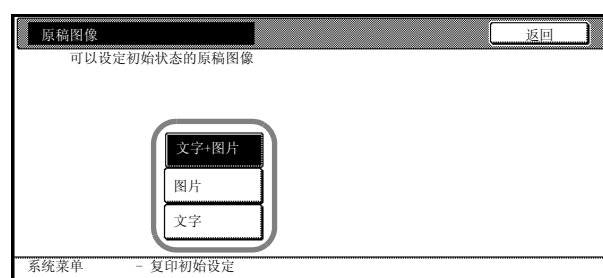 原稿图像 返回
可以设定初始状态的原稿图像
文字+图片
图片
文字
系统菜单 - 复印初始设定